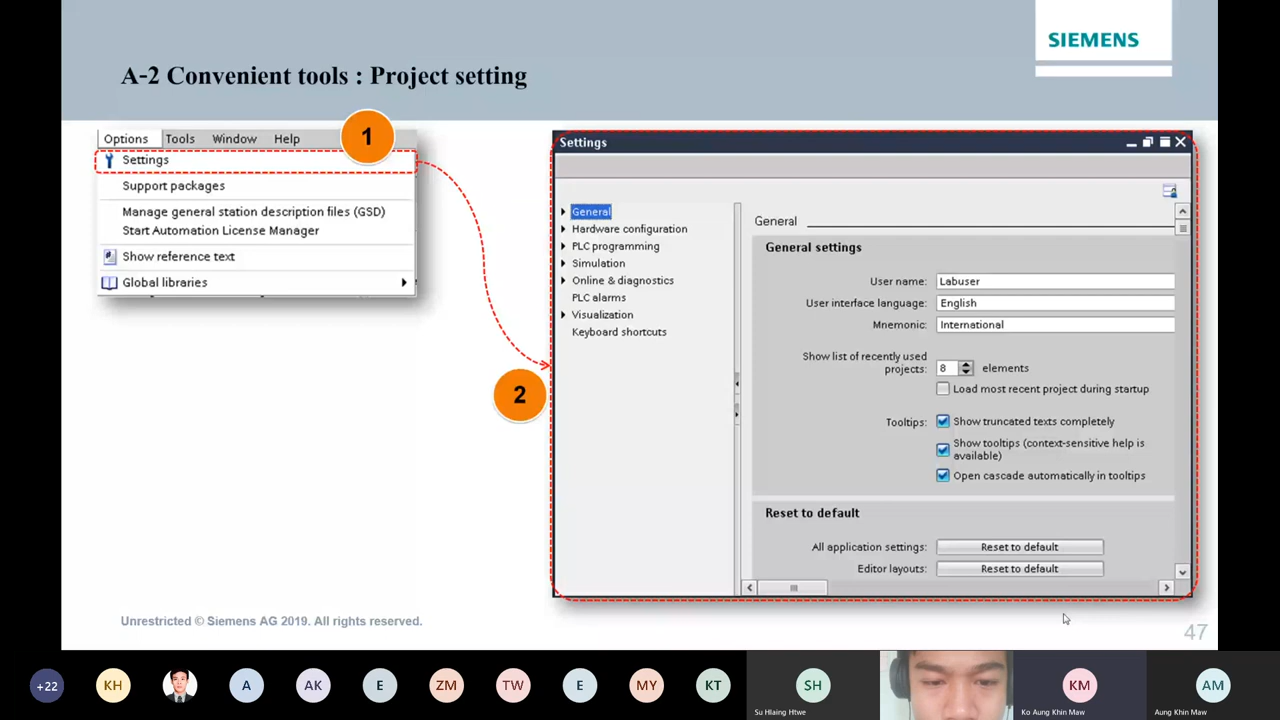 SIEMENS
A-2 Convenient tools : Project setting
Options Tools Window Help
1
Settings
Support packages
Manage general station description files (GSD)
Start Automation License Manager
Show reference text
Global libraries
2
Settings
General
Hardware configuration
PLC programming
Simulation
Online & diagnostics
PLC alarms
Visualization
Keyboard shortcuts
General
General settings
User name: Labuser
User interface language: English
Mnemonic: International
Show list of recently used
projects: 8 elements
Load most recent project during startup
Tooltips: Show truncated texts completely
Show tooltips (context-sensitive help is
available)
Open cascade automatically in tooltips
Reset to default
All application settings: Reset to default
Editor layouts: Reset to default
Unrestricted © Siemens AG 2019. All rights reserved.
47
+22 KH A AK E ZM TW E MY KT SH KM AM
Su Hlaing Htwe Ko Aung Khin Maw Aung Khin Maw